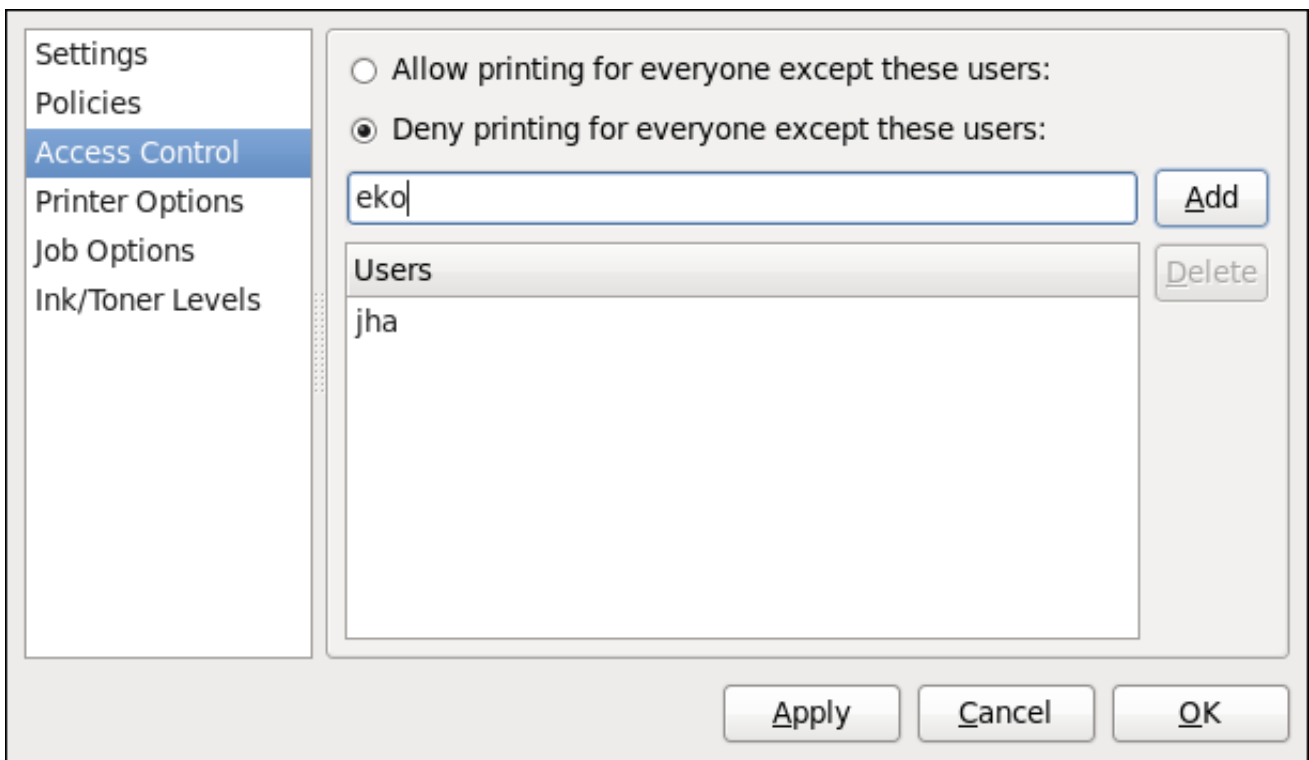 Settings
Policies
Access Control
Printer Options
Job Options
Ink/Toner Levels
Allow printing for everyone except these users:
Deny printing for everyone except these users:
eko
Add
Users
Delete
jha
Apply
Cancel
OK